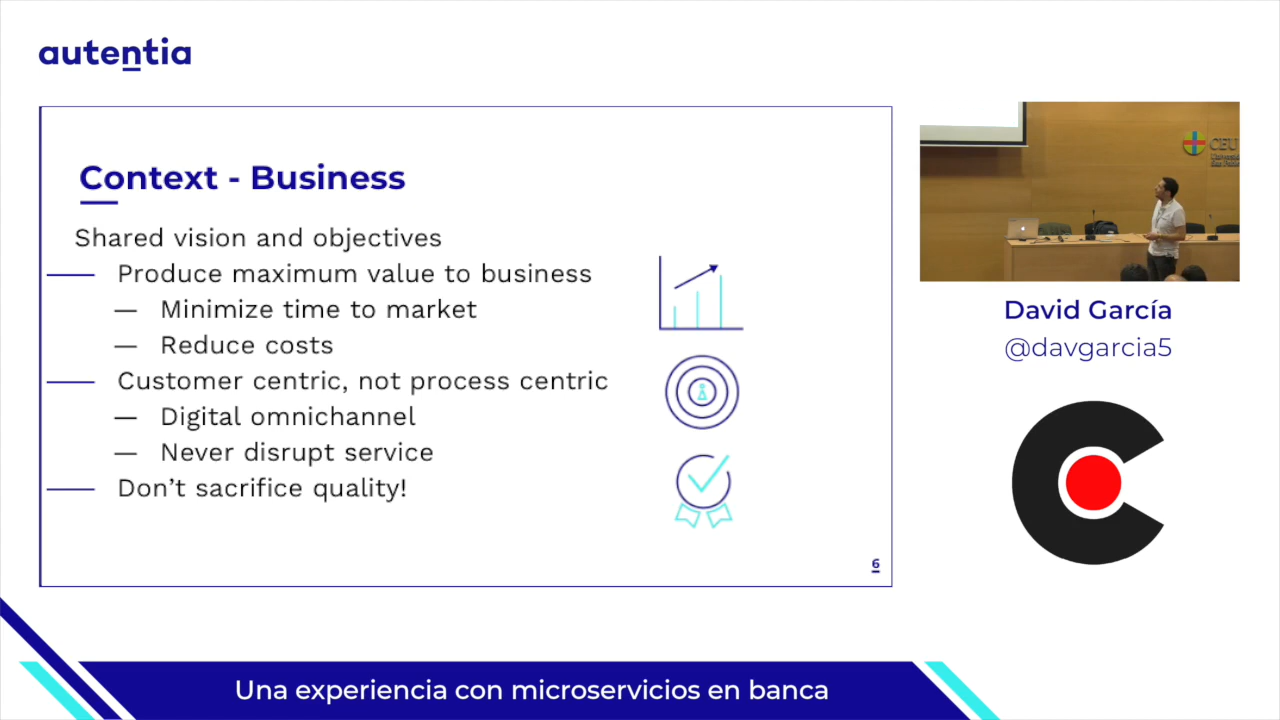 autentia
Context - Business
Shared vision and objectives
Produce maximum value to business
— Minimize time to market
— Reduce costs
Customer centric, not process centric
— Digital omnichannel
— Never disrupt service
Don’t sacrifice quality!
6
CEU
David García
@davgarcia5
Una experiencia con microservicios en banca